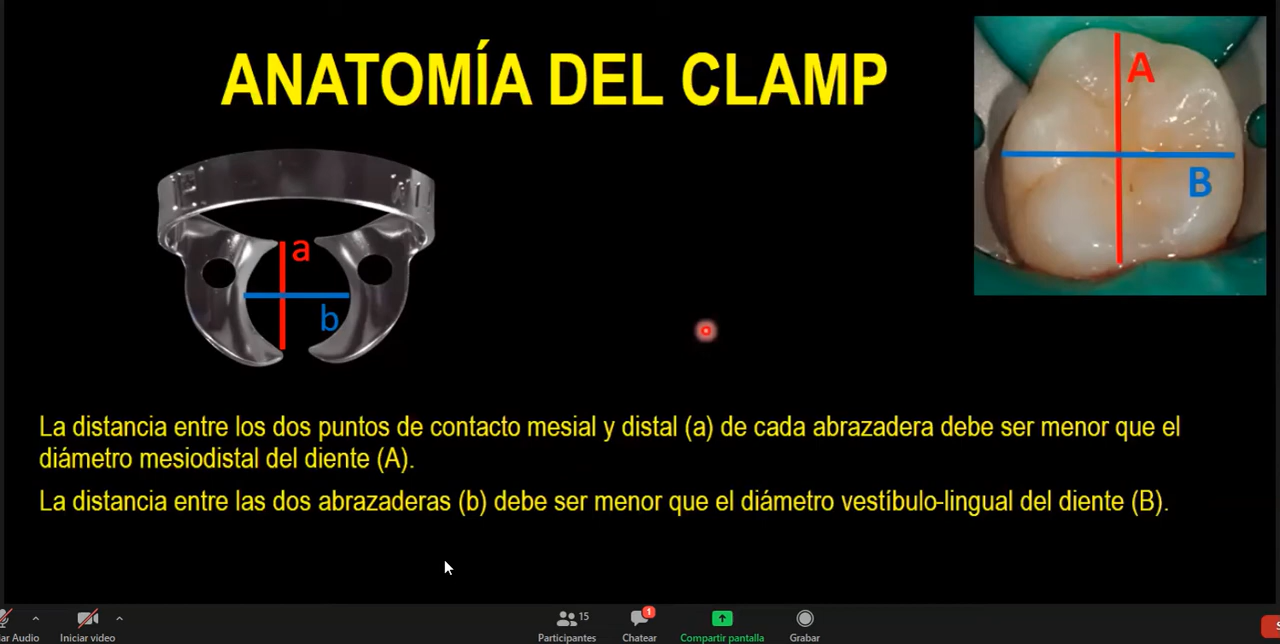 ANATOMÍA DEL CLAMP
A
B
a
b
La distancia entre los dos puntos de contacto mesial y distal (a) de cada abrazadera debe ser menor que el
diámetro mesiodistal del diente (A).
La distancia entre las dos abrazaderas (b) debe ser menor que el diámetro vestíbulo-lingual del diente (B).
15
1
ar Audio
Iniciar video
Participantes
Chatear
Compartir pantalla
Grabar